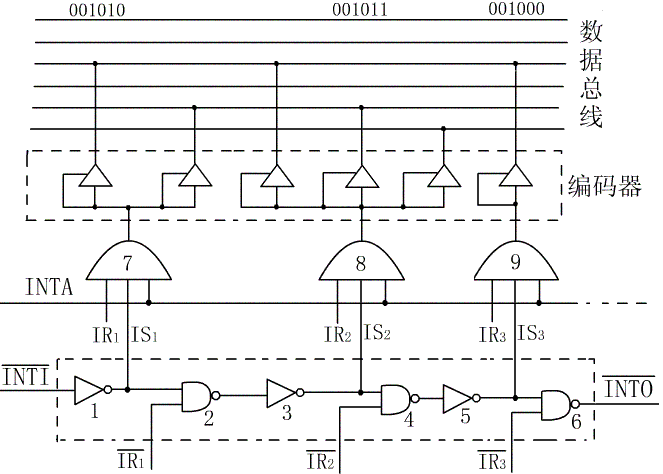 001010 001011 001000
数据总线
编码器
7 8 9
INTA
IR1 IS1 IR2 IS2 IR3 IS3
INTI INTO
1 2 3 4 5 6
IR1 IR2 IR3